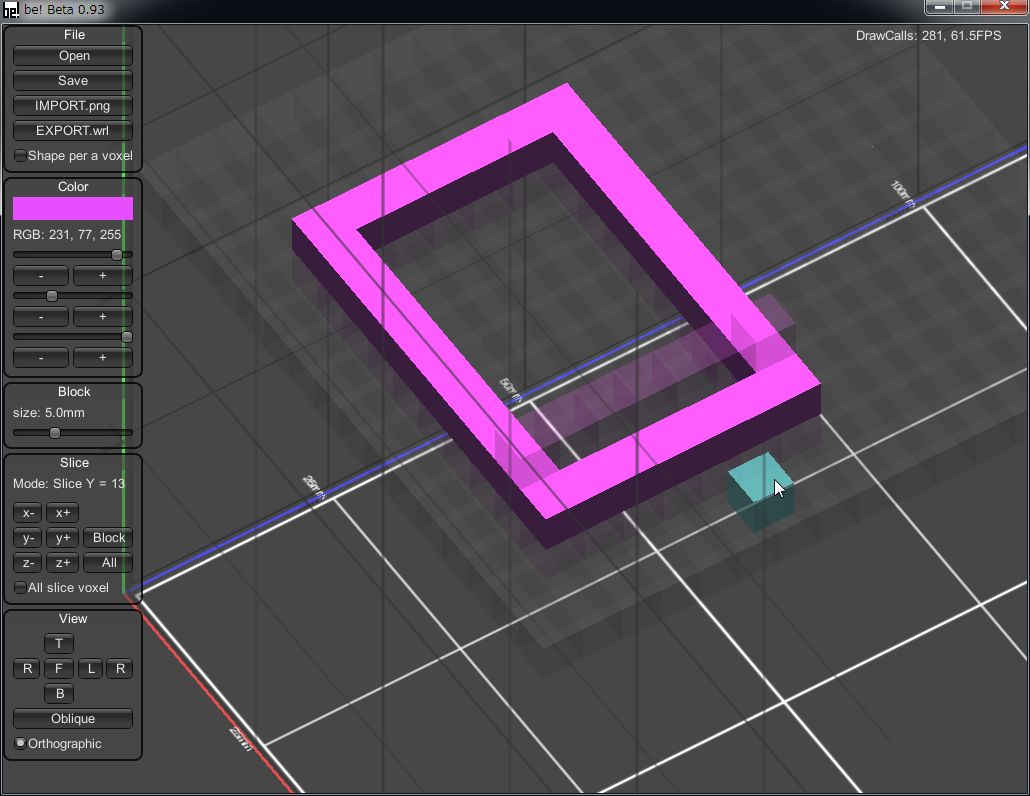 be! be! Beta 0.93
DrawCalls: 281, 61.5FPS
File
Open
Save
IMPORT.png
EXPORT.wrl
Shape per a voxel
Color
RGB: 231, 77, 255
- +
- +
- +
Block
size: 5.0mm
Slice
Mode: Slice Y = 13
x- x+
y- y+ Block
z- z+ All
All slice voxel
View
T
R F L R
B
Oblique
Orthographic
100mm
50mm
25mm
25mm